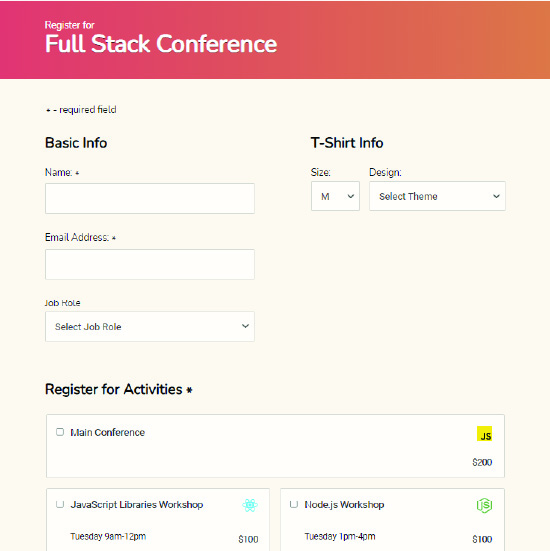 Register for
Full Stack Conference
* - required field
Basic Info
Name: *
Email Address: *
Job Role
Select Job Role
T-Shirt Info
Size: Design:
M Select Theme
Register for Activities *
Main Conference
JS
$200
JavaScript Libraries Workshop
Tuesday 9am-12pm
$100
Node.js Workshop
JS
Tuesday 1pm-4pm
$100